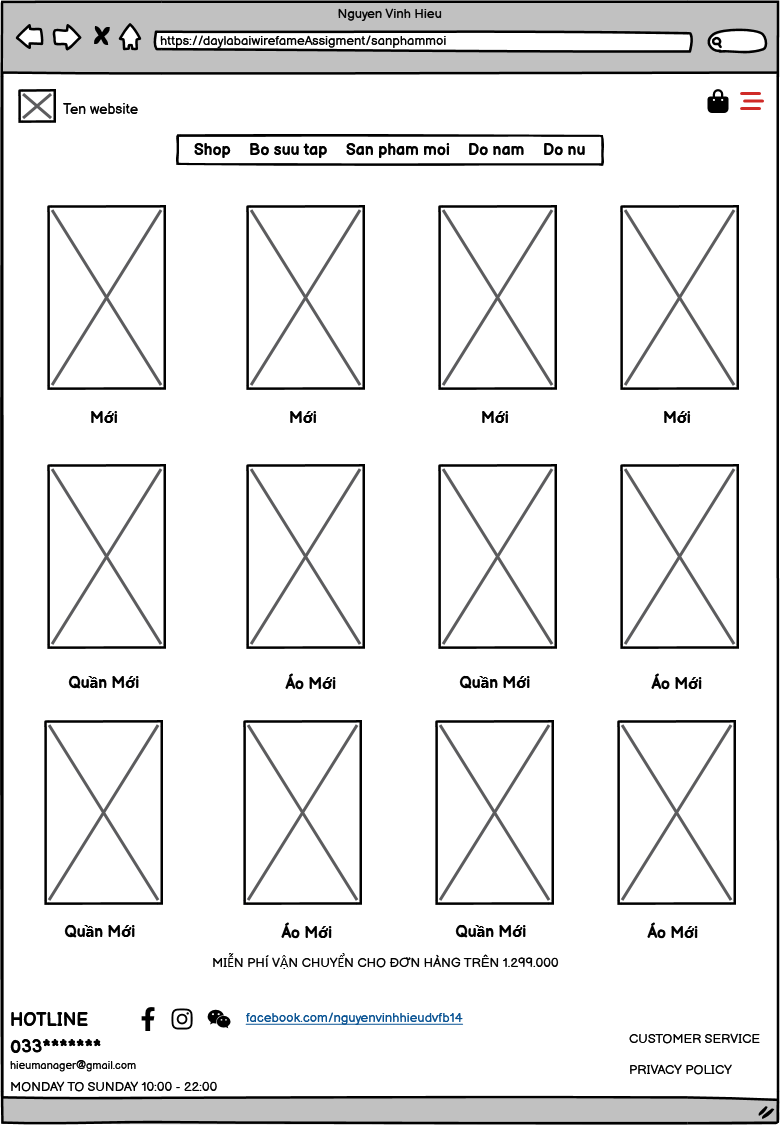 Nguyen Vinh Hieu
https://daylabaiwirefameAssigment/sanphammoi
Ten website
Shop Bo suu tap San pham moi Do nam Do nu
Mới Mới Mới Mới
Quần Mới Áo Mới Quần Mới Áo Mới
Quần Mới Áo Mới Quần Mới Áo Mới
MIỄN PHÍ VẬN CHUYỂN CHO ĐƠN HÀNG TRÊN 1.299.000
HOTLINE facebook.com/nguyenvinhhieudvfb14
033*******
hieumanager@gmail.com
MONDAY TO SUNDAY 10:00 - 22:00
CUSTOMER SERVICE
PRIVACY POLICY